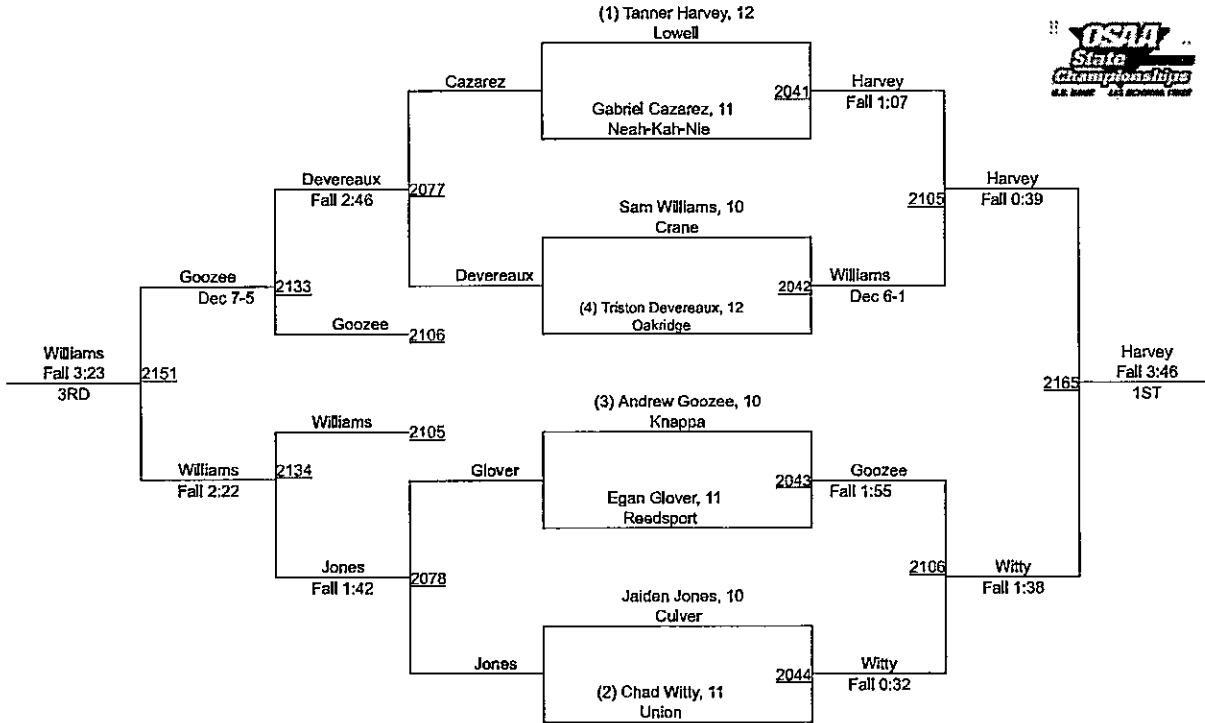 (1) Tanner Harvey, 12
Lowell
OSAA
State
Championships
Cazarez
2041
Harvey
Fall 1:07
Gabriel Cazarez, 11
Neah-Kah-Nie
Devereaux
Fall 2:46
2077
Harvey
Fall 0:39
2105
Sam Williams, 10
Crane
Goozee
Dec 7-5
2133
Devereaux
2042
Williams
Dec 6-1
(4) Triston Devereaux, 12
Oakridge
Goozee
2106
Williams
Fall 3:23
3RD
2151
Harvey
Fall 3:46
1ST
2165
(3) Andrew Goozee, 10
Knappa
Williams
2105
Williams
Fall 2:22
2134
Glover
2043
Goozee
Fall 1:55
Egan Glover, 11
Reedsport
Jones
Fall 1:42
2078
2106
Witty
Fall 1:38
Jaiden Jones, 10
Culver
Jones
2044
Witty
Fall 0:32
(2) Chad Witty, 11
Union